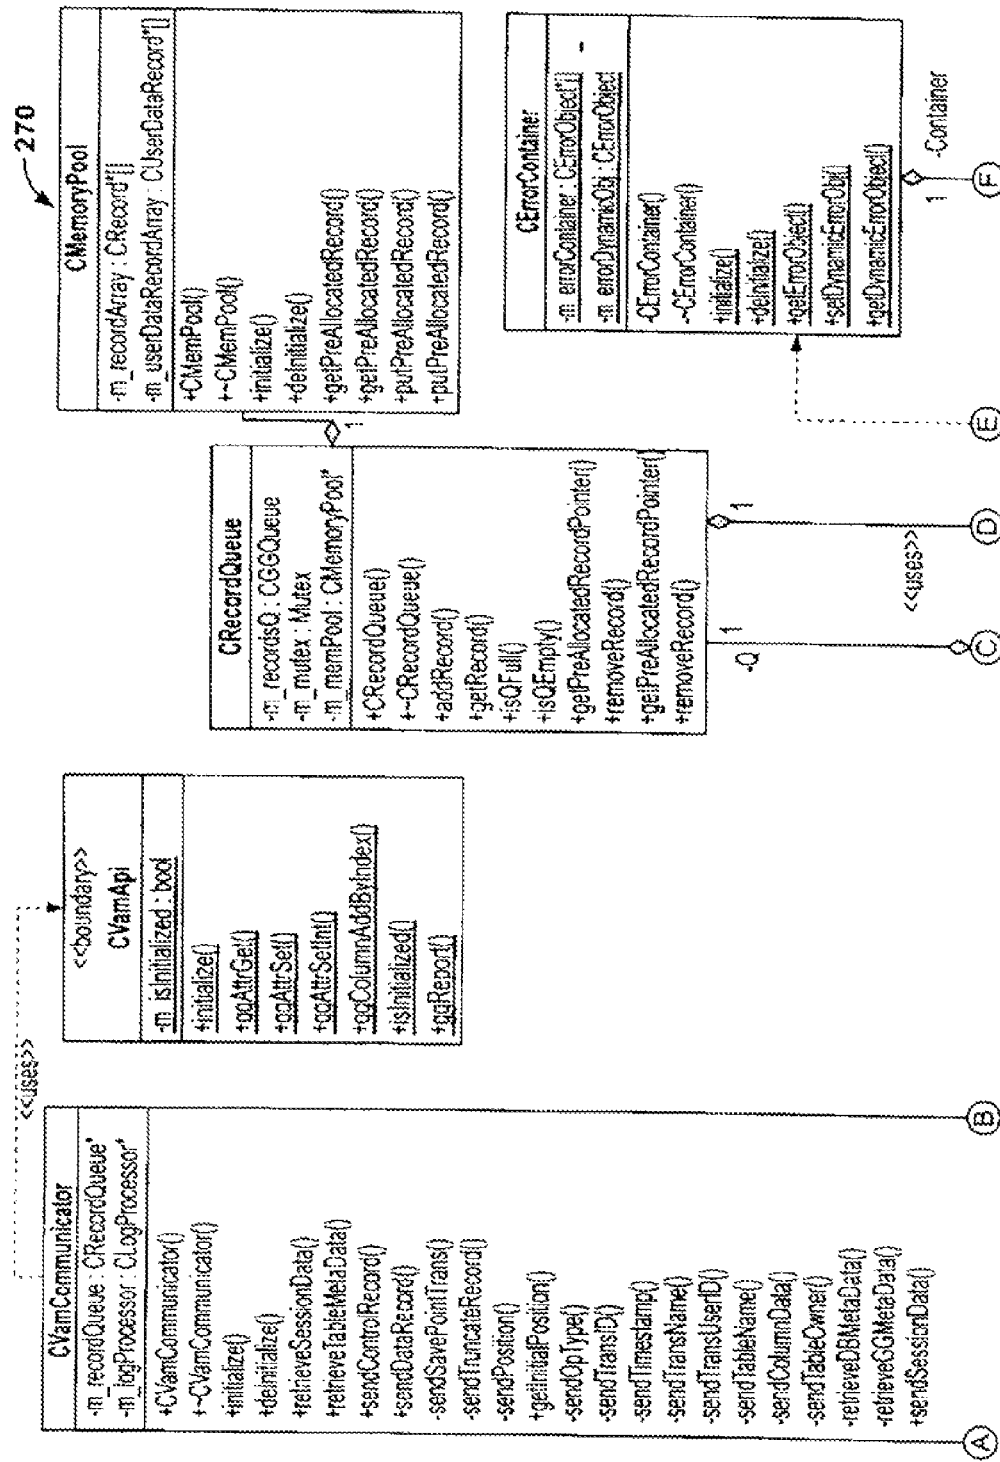 <<uses>>
CVamCommunicator
-m_recordQueue : CRecordQueue*
-m_logProcessor : CLogProcessor*
+CVamCommunicator()
+~CVamCommunicator()
+initialize()
+deinitialize()
+retrieveSessionData()
+retrieveTableMetaData()
+sendControlRecord()
+sendDataRecord()
-sendSavePointTrans()
-sendTruncateRecord()
-sendPosition()
+getInitialPosition()
-sendOpType()
-sendTransID()
-sendTimestamp()
-sendTransName()
-sendTransUserID()
-sendTableName()
-sendColumnData()
-sendTableOwner()
-retrieveDBMetaData()
-retrieveGGMetaData()
+sendSessionData()
A
B
<<boundary>>
CVamApi
-m_isInitialized : bool
+initialize()
+ggAttrGet()
+ggAttrSet()
+ggAttrSetInt()
+ggColumnAddByIndex()
+isInitialized()
+ggReport()
CRecordQueue
-m_recordsQ : CGGQueue
-m_mutex : Mutex
-m_memPool : CMemoryPool*
+CRecordQueue()
+~CRecordQueue()
+addRecord()
+getRecord()
+isQFull()
+isQEmpty()
+getPreAllocatedRecordPointer()
+removeRecord()
+getPreAllocatedRecordPointer()
+removeRecord()
-Q
1
1
<<uses>>
C
D
270
CMemoryPool
-m_recordArray : CRecord*[]
-m_userDataRecordArray : CUserDataRecord*[]
+CMemPool()
+~CMemPool()
+initialize()
+deInitialize()
+getPreAllocatedRecord()
+getPreAllocatedRecord()
+putPreAllocatedRecord()
+putPreAllocatedRecord()
1
CErrorContainer
-m_errorContainer : CErrorObject*[]
-m_errorDynamicObj : CErrorObject
-CErrorContainer()
-~CErrorContainer()
+initialize()
+deInitialize()
+getErrorObject()
+setDynamicErrorObj()
+getDynamicErrorObject()
1
-Container
E
F